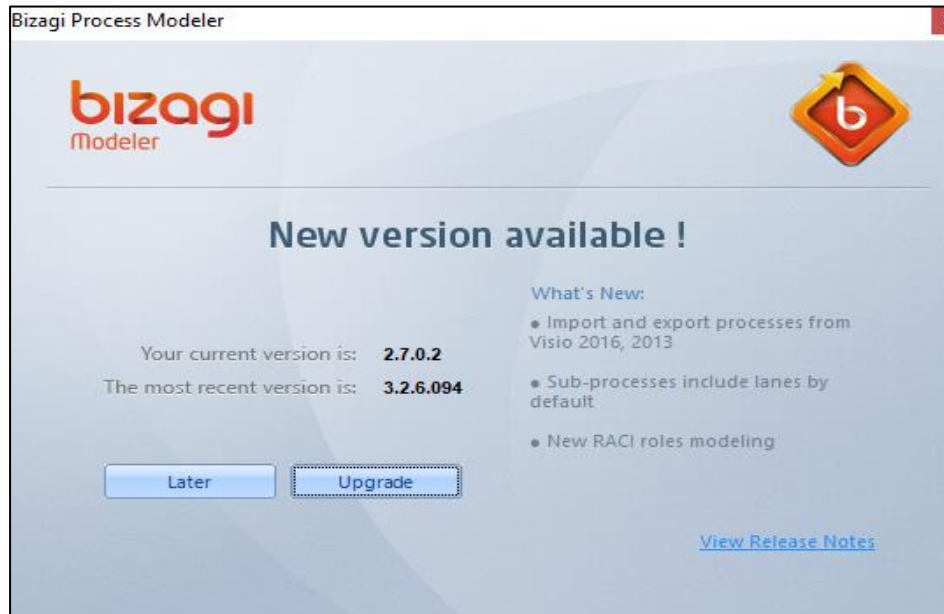 Bizagi Process Modeler
bizagi
Modeler
b
New version available !
What's New:
● Import and export processes from
Visio 2016, 2013
Your current version is: 2.7.0.2
The most recent version is: 3.2.6.094
● Sub-processes include lanes by
default
● New RACI roles modeling
Later
Upgrade
View Release Notes